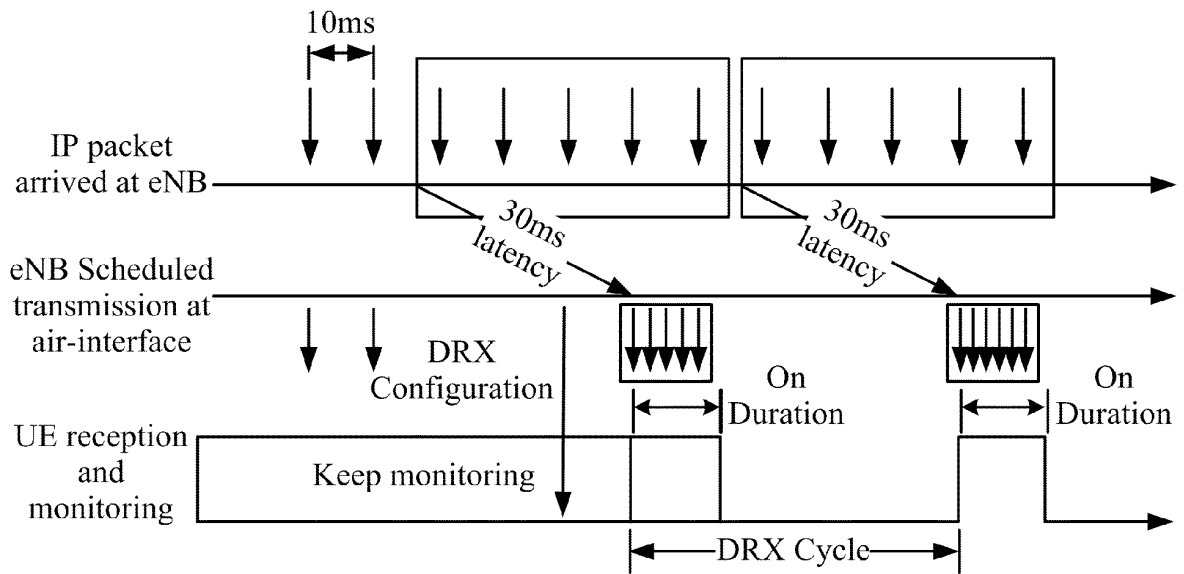 10ms
IP packet
arrived at eNB
30ms
latency
30ms
latency
eNB Scheduled
transmission at
air-interface
DRX
Configuration
On
Duration
On
Duration
UE reception
and
monitoring
Keep monitoring
DRX Cycle